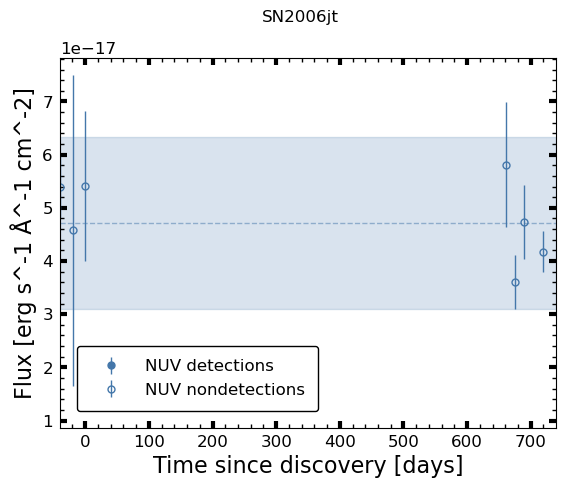 SN2006jt
1e−17
7
6
5
4
3
2
1
Flux [erg s^-1 Å^-1 cm^-2]
NUV detections
NUV nondetections
0 100 200 300 400 500 600 700
Time since discovery [days]